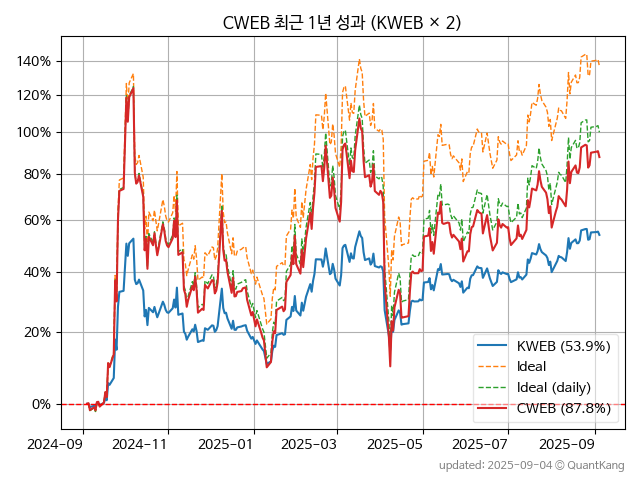 CWEB 최근 1년 성과 (KWEB × 2)
140%
120%
100%
80%
60%
40%
20%
0%
KWEB (53.9%)
Ideal
Ideal (daily)
CWEB (87.8%)
2024-09
2024-11
2025-01
2025-03
2025-05
2025-07
2025-09
updated: 2025-09-04 © QuantKang